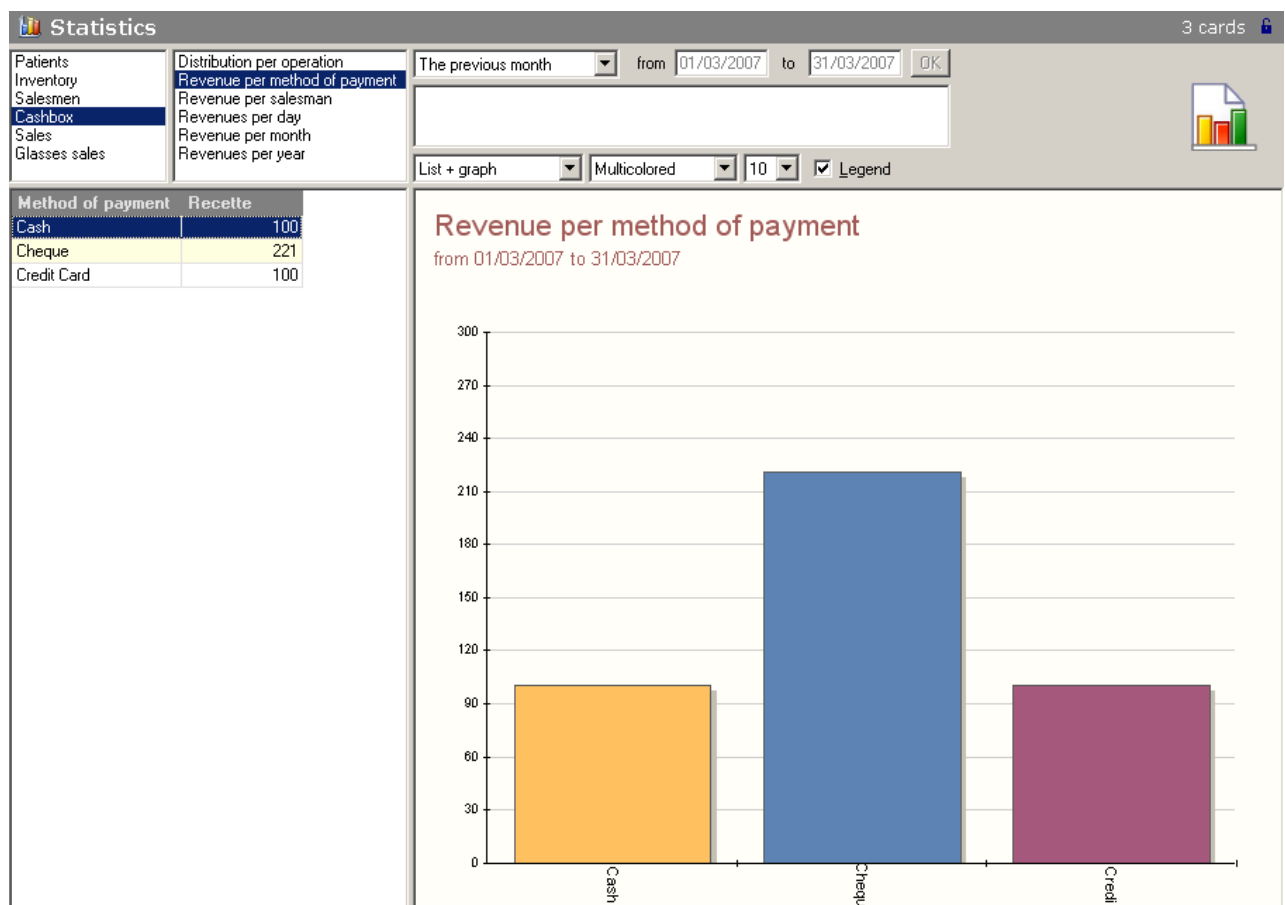 Statistics
3 cards
Patients
Inventory
Salesmen
Cashbox
Sales
Glasses sales
Distribution per operation
Revenue per method of payment
Revenue per salesman
Revenues per day
Revenue per month
Revenues per year
The previous month from 01/03/2007 to 31/03/2007 OK
List + graph Multicolored 10 Legend
Method of payment Recette
Cash 100
Cheque 221
Credit Card 100
Revenue per method of payment
from 01/03/2007 to 31/03/2007
300
270
240
210
180
150
120
90
60
30
0
Cash
Chequ
Credi